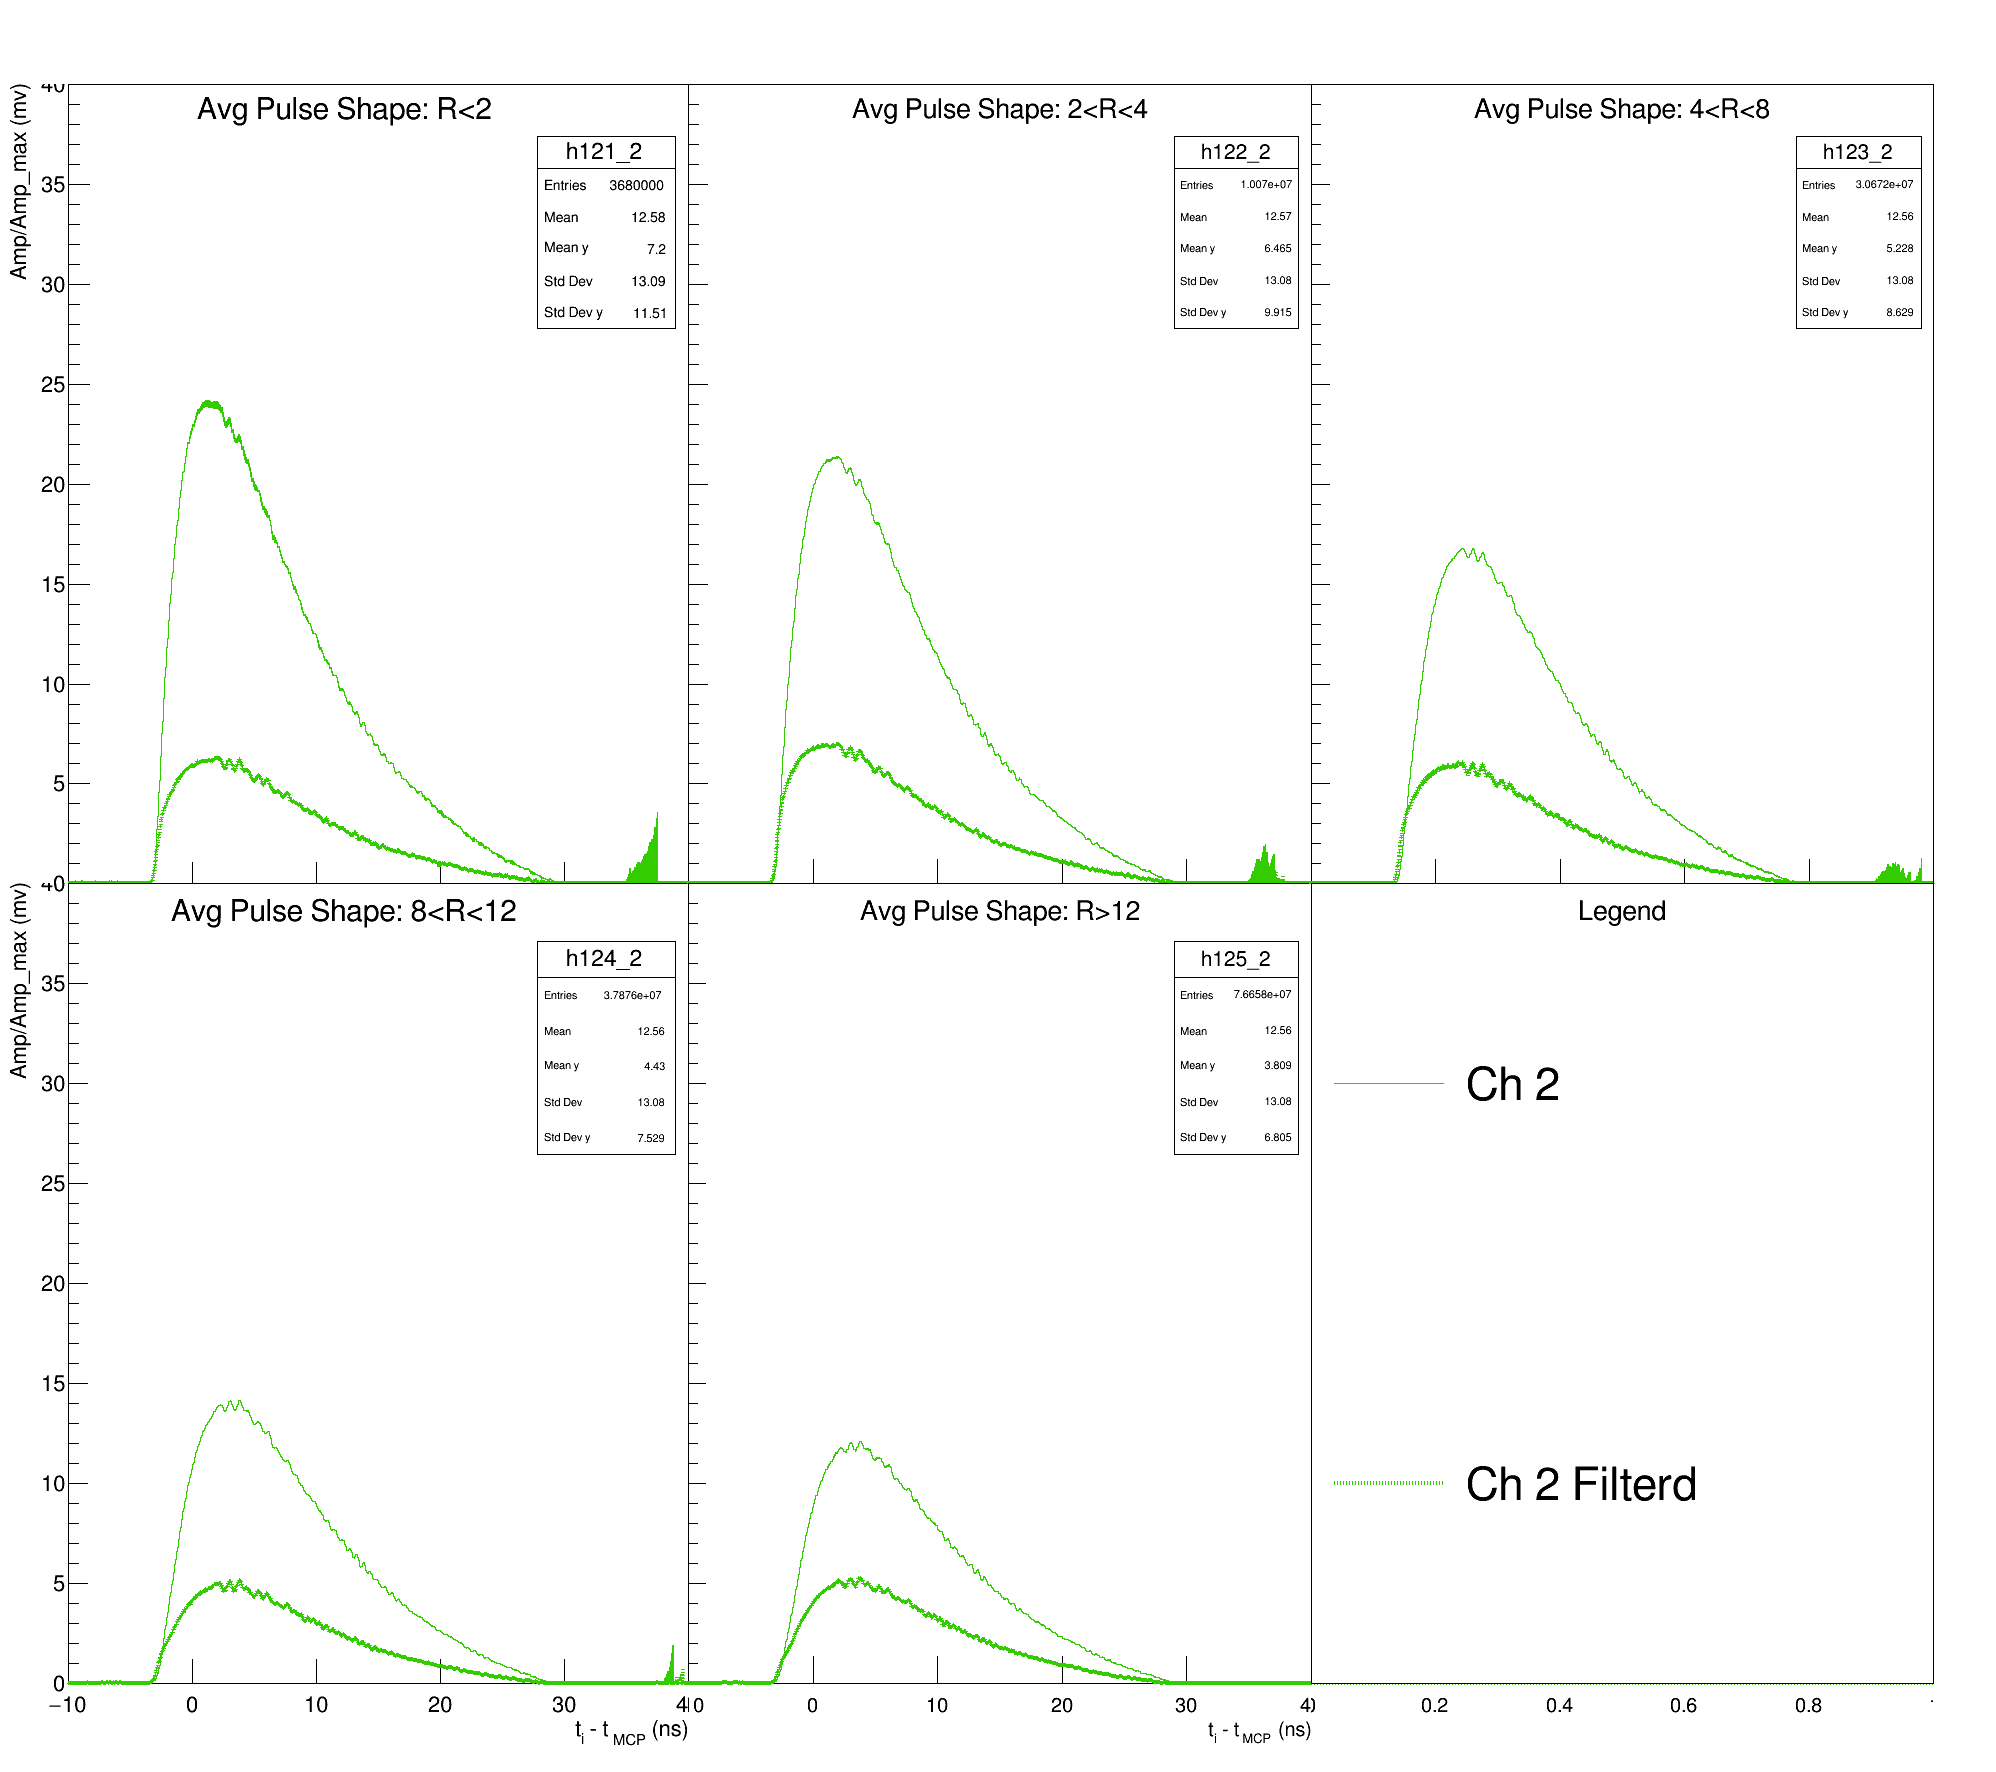 Avg Pulse Shape: R<2
Avg Pulse Shape: 2<R<4
Avg Pulse Shape: 4<R<8
Amp/Amp_max (mv)
40
35
30
25
20
15
10
5
h121_2
Entries 3680000
Mean 12.58
Mean y 7.2
Std Dev 13.09
Std Dev y 11.51
h122_2
Entries 1.007e+07
Mean 12.57
Mean y 6.465
Std Dev 13.08
Std Dev y 9.915
h123_2
Entries 3.0672e+07
Mean 12.56
Mean y 5.228
Std Dev 13.08
Std Dev y 8.629
0 10 20 30
0 10 20 30
0.2 0.4 0.6 0.8
Avg Pulse Shape: 8<R<12
Avg Pulse Shape: R>12
Legend
Amp/Amp_max (mv)
40
35
30
25
20
15
10
5
0
h124_2
Entries 3.7876e+07
Mean 12.56
Mean y 4.43
Std Dev 13.08
Std Dev y 7.529
h125_2
Entries 7.6658e+07
Mean 12.56
Mean y 3.809
Std Dev 13.08
Std Dev y 6.805
Ch 2
Ch 2 Filterd
−10
t i - t MCP (ns)
t i - t MCP (ns)